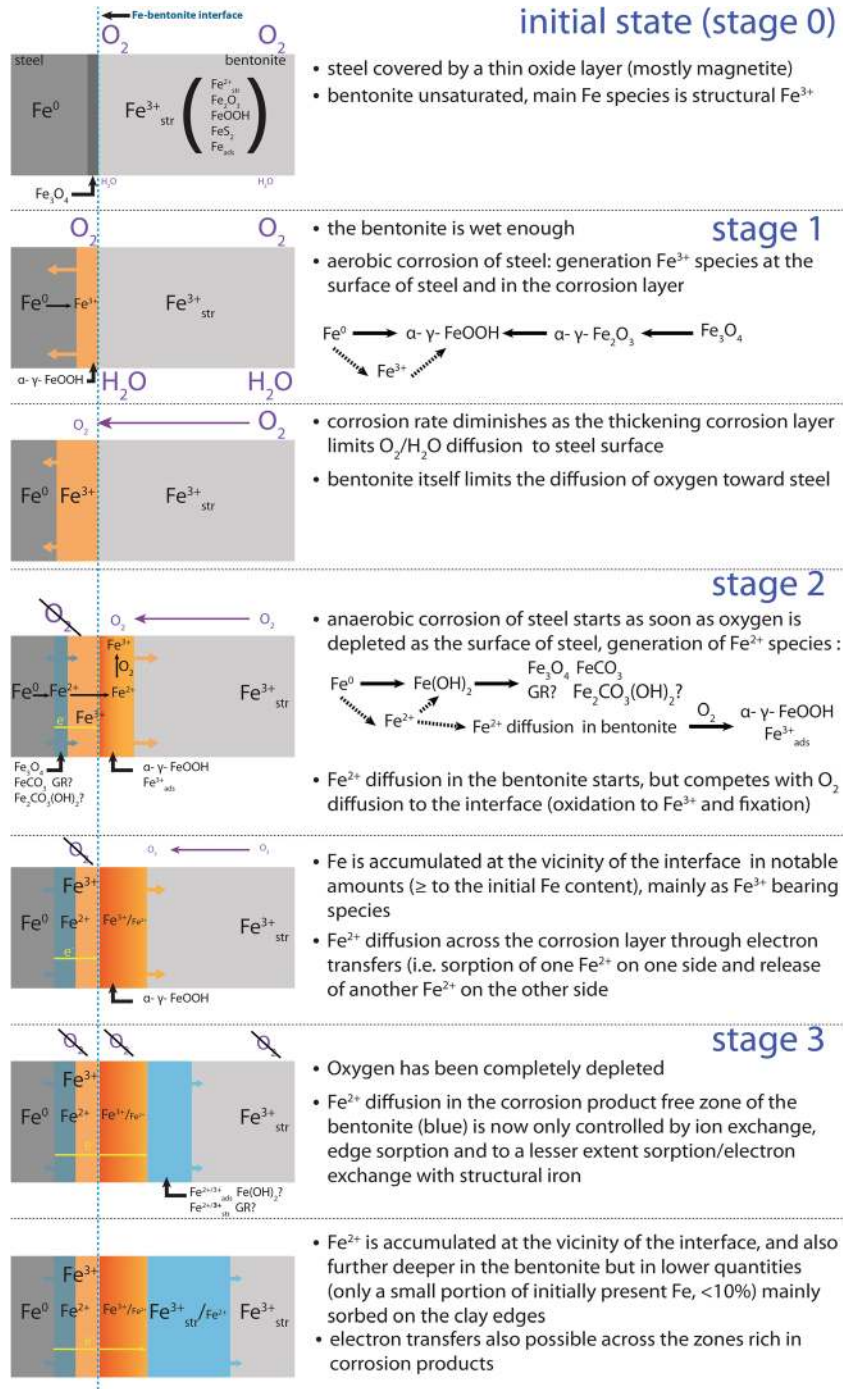 Fe-bentonite interface
initial state (stage 0)
O₂ O₂
steel bentonite
Fe⁰ Fe³⁺str
Fe²⁺str
Fe₂O₃
FeOOH
FeS₂
Feads
H₂O H₂O
Fe₃O₄
• steel covered by a thin oxide layer (mostly magnetite)
• bentonite unsaturated, main Fe species is structural Fe³⁺
stage 1
O₂ O₂
Fe⁰ Fe³⁺ Fe³⁺str
α- γ- FeOOH H₂O H₂O
• the bentonite is wet enough
• aerobic corrosion of steel: generation Fe³⁺ species at the
surface of steel and in the corrosion layer
Fe⁰ α- γ- FeOOH α- γ- Fe₂O₃ Fe₃O₄
Fe³⁺
O₂ O₂
Fe⁰ Fe³⁺ Fe³⁺str
• corrosion rate diminishes as the thickening corrosion layer
limits O₂/H₂O diffusion to steel surface
• bentonite itself limits the diffusion of oxygen toward steel
stage 2
O₂ O₂ O₂
Fe³⁺
O₂
Fe⁰ Fe²⁺ Fe²⁺ Fe³⁺str
Fe³⁺
e⁻
Fe₃O₄
FeCO₃ GR?
Fe₂CO₃(OH)₂?
α- γ- FeOOH
Fe³⁺ads
• anaerobic corrosion of steel starts as soon as oxygen is
depleted as the surface of steel, generation of Fe²⁺ species :
Fe⁰ Fe(OH)₂ Fe₃O₄ FeCO₃
GR? Fe₂CO₃(OH)₂?
Fe²⁺ Fe²⁺ diffusion in bentonite O₂ α- γ- FeOOH
Fe³⁺ads
• Fe²⁺ diffusion in the bentonite starts, but competes with O₂
diffusion to the interface (oxidation to Fe³⁺ and fixation)
O₂ O₂ O₂
Fe³⁺
Fe⁰ Fe²⁺ Fe³⁺/Fe²⁺ Fe³⁺str
e⁻
α- γ- FeOOH
• Fe is accumulated at the vicinity of the interface in notable
amounts (≥ to the initial Fe content), mainly as Fe³⁺ bearing
species
• Fe²⁺ diffusion across the corrosion layer through electron
transfers (i.e. sorption of one Fe²⁺ on one side and release
of another Fe²⁺ on the other side
stage 3
O₂ O₂ O₂
Fe³⁺
Fe⁰ Fe²⁺ Fe³⁺/Fe²⁺ Fe³⁺str
e⁻
Fe²⁺/³⁺ads Fe(OH)₂?
Fe²⁺/³⁺str GR?
• Oxygen has been completely depleted
• Fe²⁺ diffusion in the corrosion product free zone of the
bentonite (blue) is now only controlled by ion exchange,
edge sorption and to a lesser extent sorption/electron
exchange with structural iron
Fe³⁺
Fe⁰ Fe²⁺ Fe³⁺/Fe²⁺ Fe³⁺str/Fe²⁺ Fe³⁺str
e⁻
• Fe²⁺ is accumulated at the vicinity of the interface, and also
further deeper in the bentonite but in lower quantities
(only a small portion of initially present Fe, <10%) mainly
sorbed on the clay edges
• electron transfers also possible across the zones rich in
corrosion products